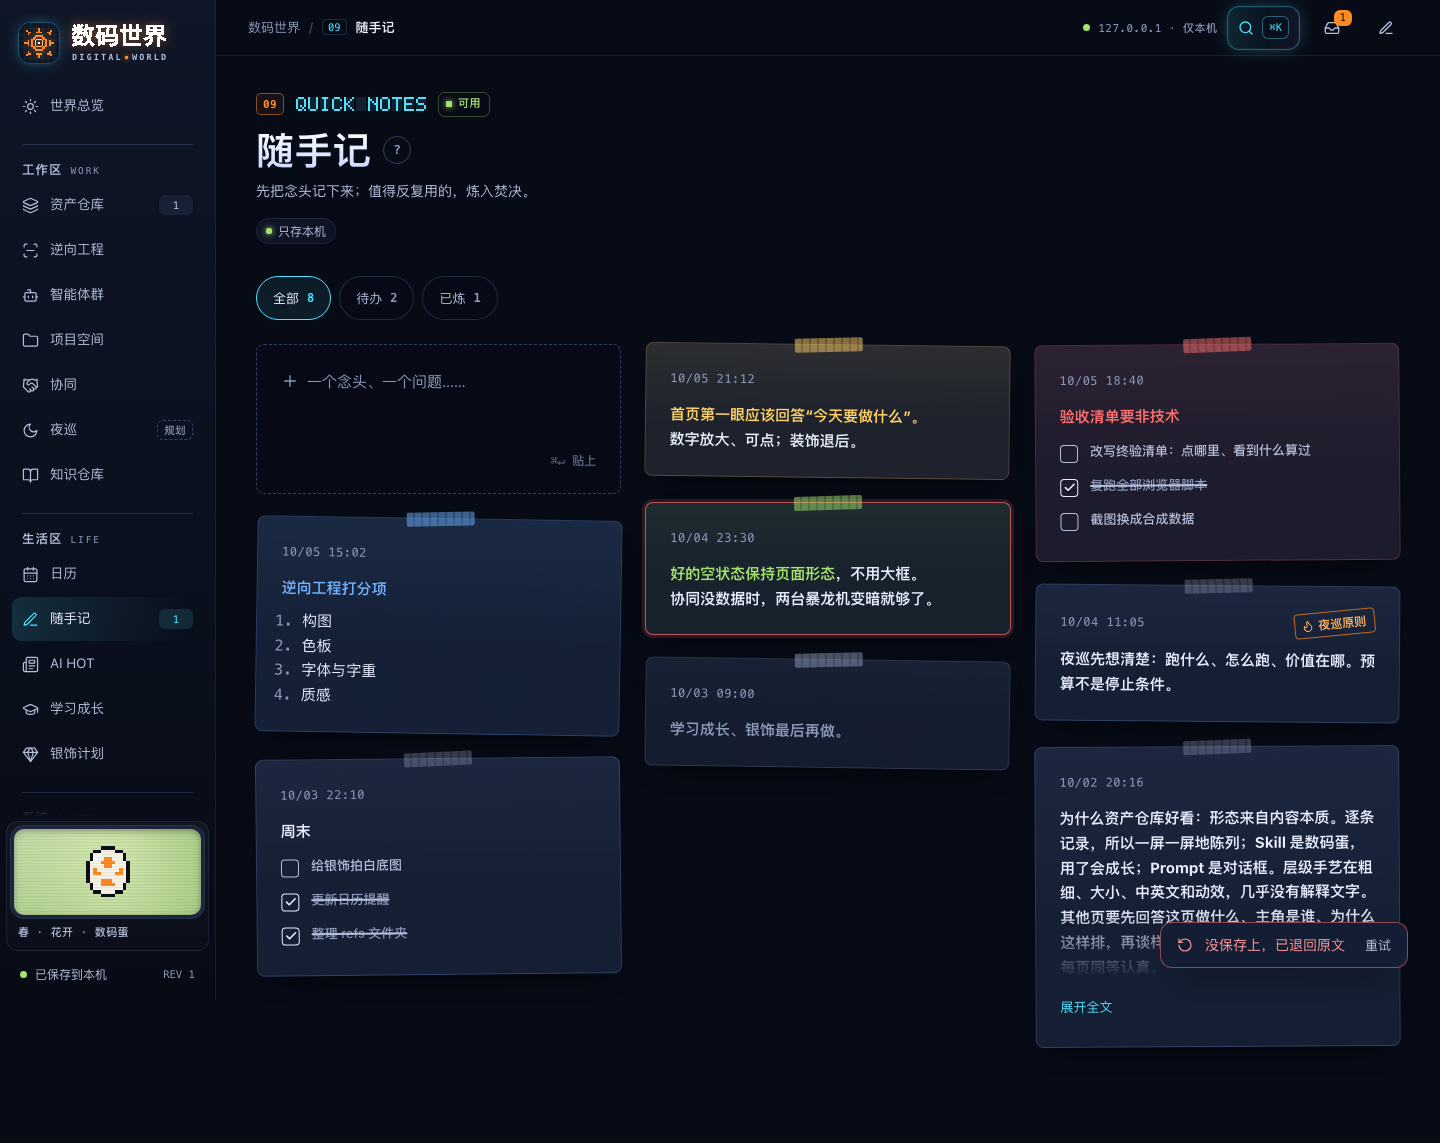 数码世界
DIGITAL WORLD
世界总览
工作区 WORK
资产仓库 1
逆向工程
智能体群
项目空间
协同
夜巡 规划
知识仓库
生活区 LIFE
日历
随手记 1
AI HOT
学习成长
银饰计划
春 · 花开 · 数码蛋
已保存到本机 REV 1
数码世界 / 09 随手记
127.0.0.1 · 仅本机
⌘K
1
09 QUICK NOTES 可用
随手记 ?
先把念头记下来；值得反复用的，炼入焚决。
只存本机
全部 8
待办 2
已炼 1
一个念头、一个问题……
⌘↵ 贴上
10/05 15:02
逆向工程打分项
1. 构图
2. 色板
3. 字体与字重
4. 质感
10/03 22:10
周末
给银饰拍白底图
更新日历提醒
整理 refs 文件夹
10/05 21:12
首页第一眼应该回答“今天要做什么”。
数字放大、可点；装饰退后。
10/04 23:30
好的空状态保持页面形态，不用大框。
协同没数据时，两台暴龙机变暗就够了。
10/03 09:00
学习成长、银饰最后再做。
10/05 18:40
验收清单要非技术
改写终验清单：点哪里、看到什么算过
复跑全部浏览器脚本
截图换成合成数据
10/04 11:05
夜巡原则
夜巡先想清楚：跑什么、怎么跑、价值在哪。预
算不是停止条件。
10/02 20:16
为什么资产仓库好看：形态来自内容本质。逐条
记录，所以一屏一屏地陈列；Skill 是数码蛋，
用了会成长；Prompt 是对话框。层级手艺在粗
细、大小、中英文和动效，几乎没有解释文字。
其他页要先回答这页做什么、主角是谁、为什么
这样排，再谈样
每页同等认真。
展开全文
没保存上，已退回原文 重试